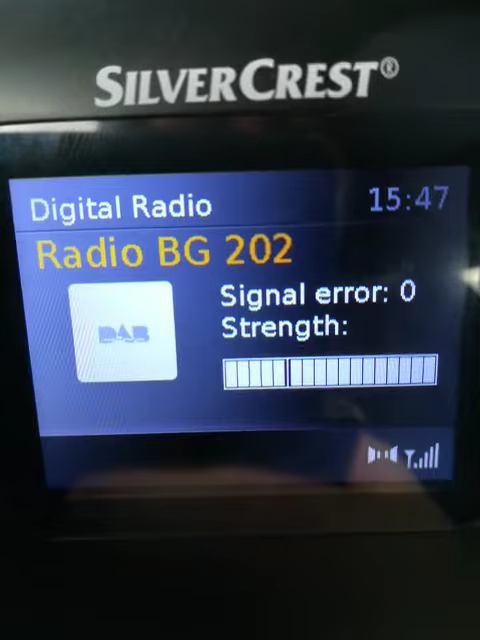 SILVERCREST®
Digital Radio 15:47
Radio BG 202
DAB
Signal error: 0
Strength: